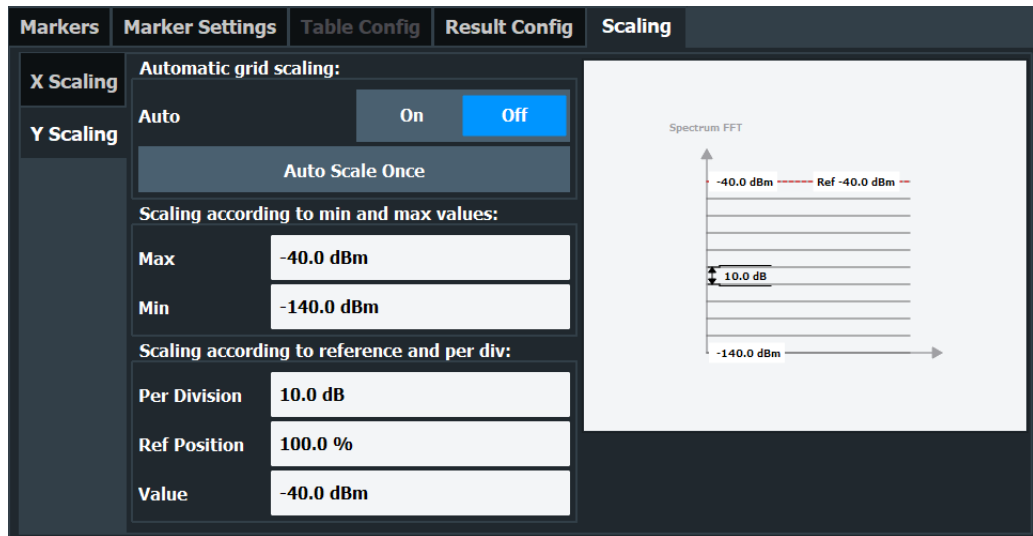 Markers Marker Settings Table Config Result Config Scaling
X Scaling
Y Scaling
Automatic grid scaling:
Auto On Off
Auto Scale Once
Scaling according to min and max values:
Max -40.0 dBm
Min -140.0 dBm
Scaling according to reference and per div:
Per Division 10.0 dB
Ref Position 100.0 %
Value -40.0 dBm
Spectrum FFT
-40.0 dBm Ref -40.0 dBm
10.0 dB
-140.0 dBm